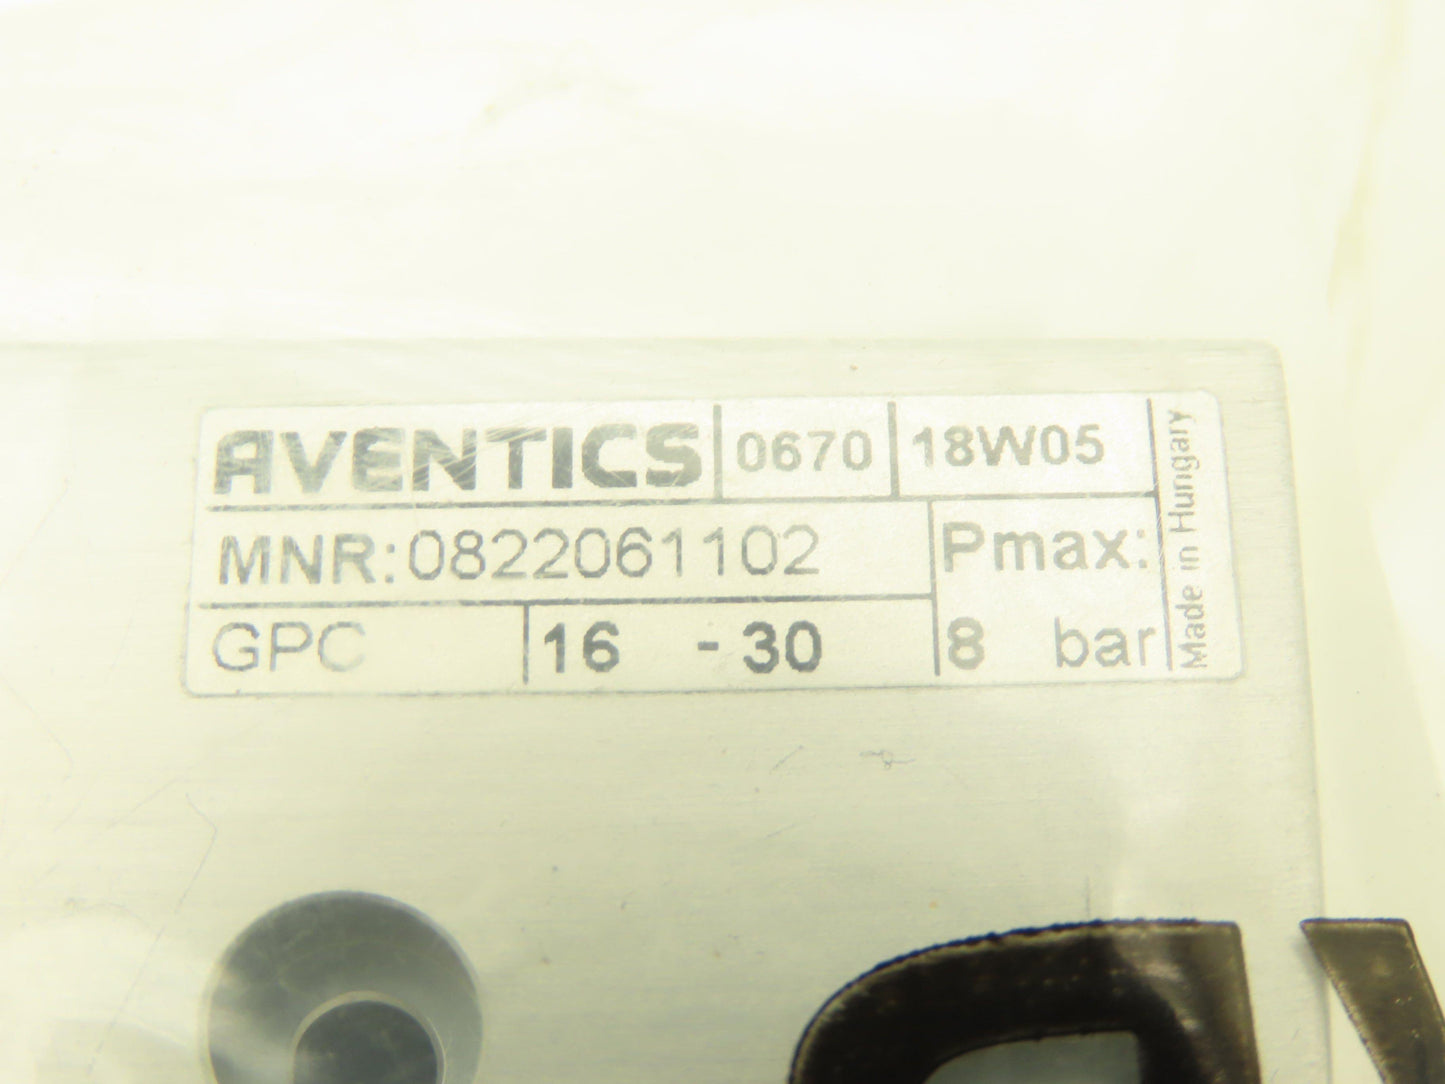 AVENTICS 0670 18W05
MNR:0822061102 Pmax:
GPC 16 - 30 8 bar
Made in Hungary